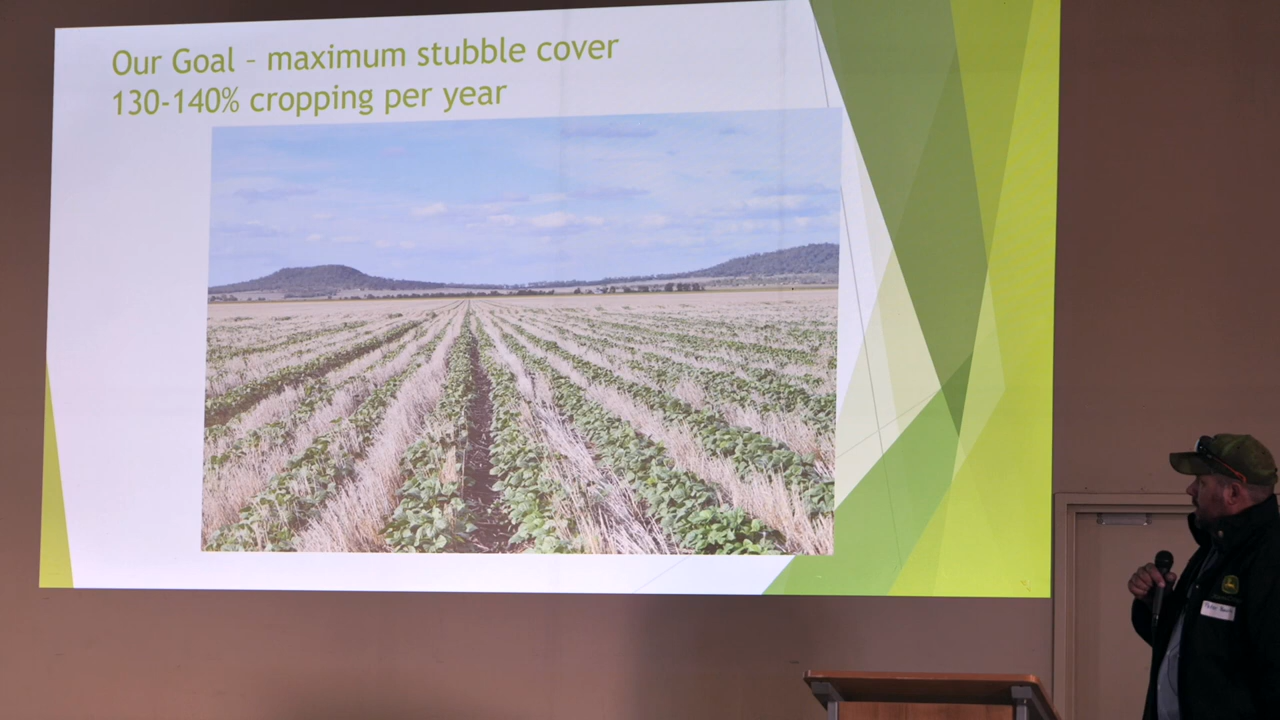 Our Goal – maximum stubble cover
130-140% cropping per year